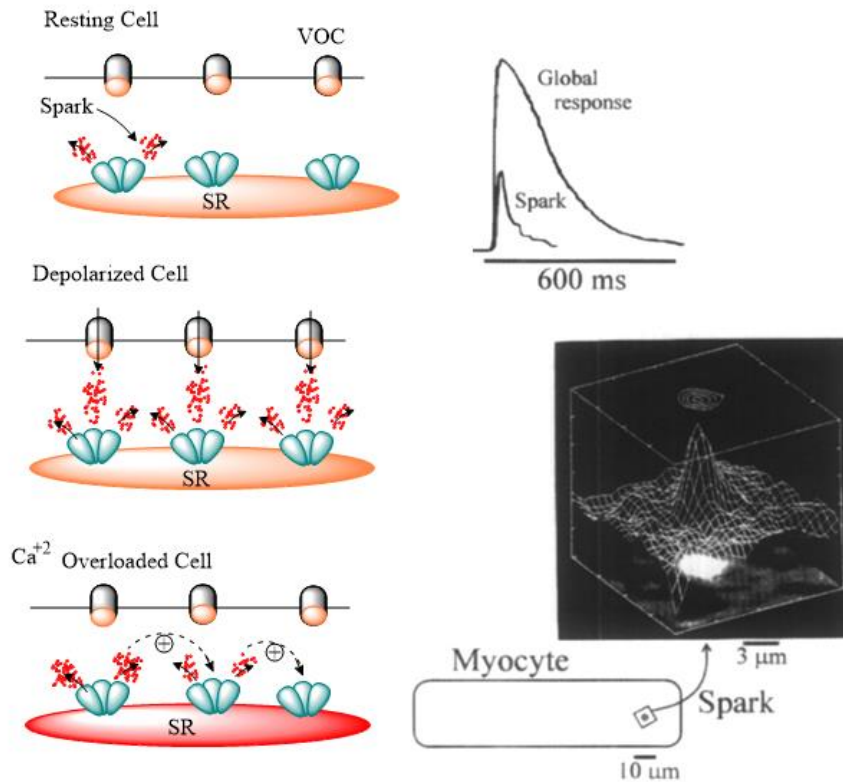 Resting Cell
VOC
Spark
SR
Depolarized Cell
SR
Ca+2 Overloaded Cell
+
+
SR
Global
response
Spark
600 ms
3 μm
Myocyte
Spark
10 μm